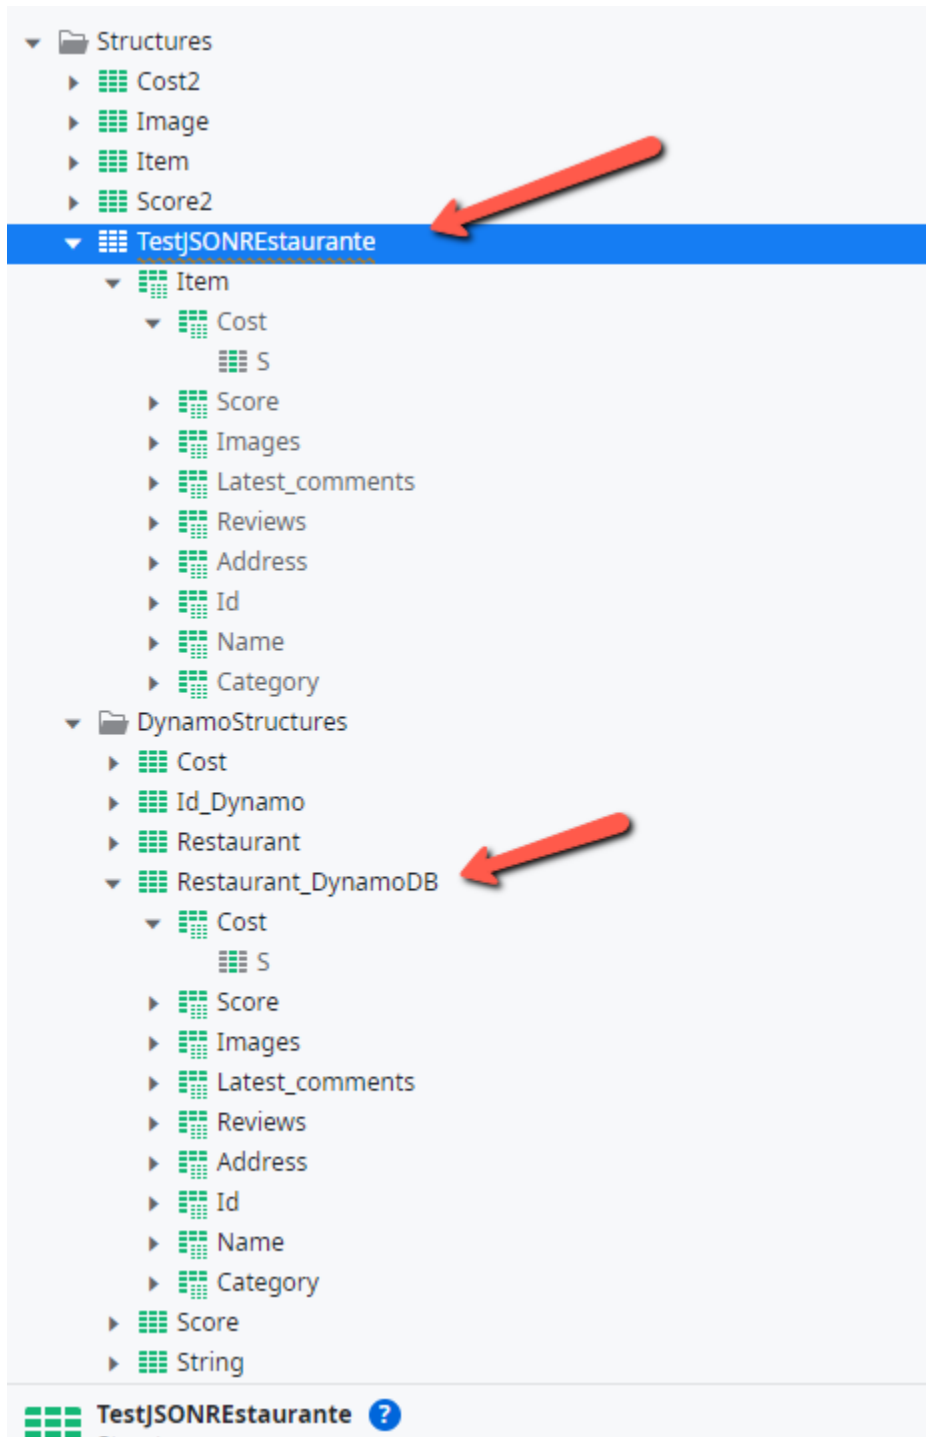 Structures
Cost2
Image
Item
Score2
TestJSONREstaurante
Item
Cost
S
Score
Images
Latest_comments
Reviews
Address
Id
Name
Category
DynamoStructures
Cost
Id_Dynamo
Restaurant
Restaurant_DynamoDB
Cost
S
Score
Images
Latest_comments
Reviews
Address
Id
Name
Category
Score
String
TestJSONREstaurante ?